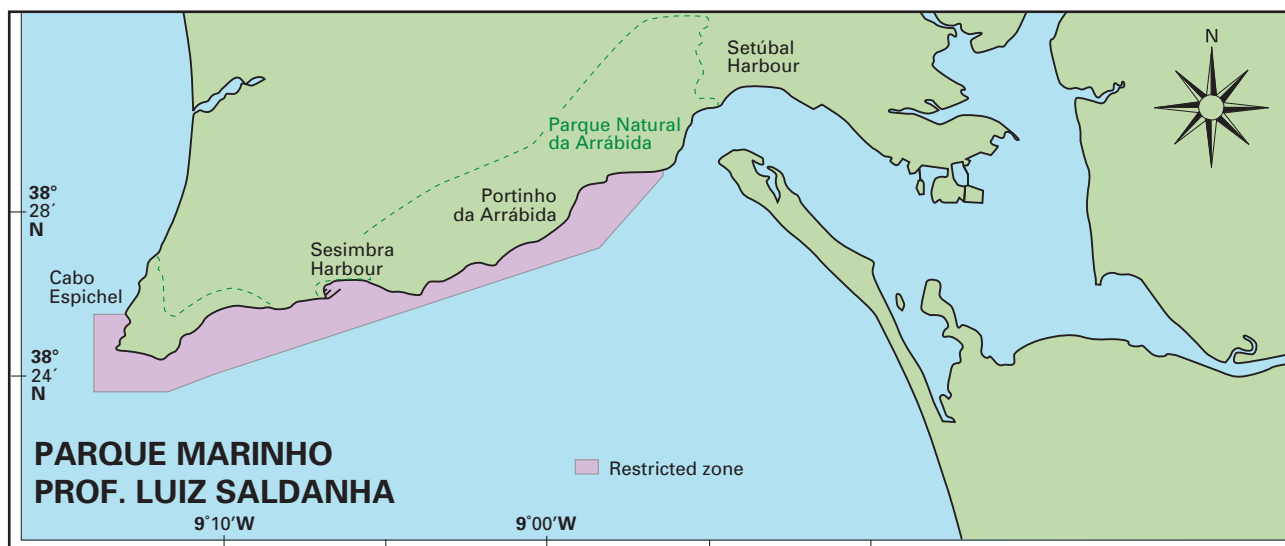 Setúbal
Harbour
N
Parque Natural
da Arrábida
Portinho
da Arrábida
38°
28´
N
Sesimbra
Harbour
Cabo
Espichel
38°
24´
N
PARQUE MARINHO
PROF. LUIZ SALDANHA
Restricted zone
9°10'W
9°00'W